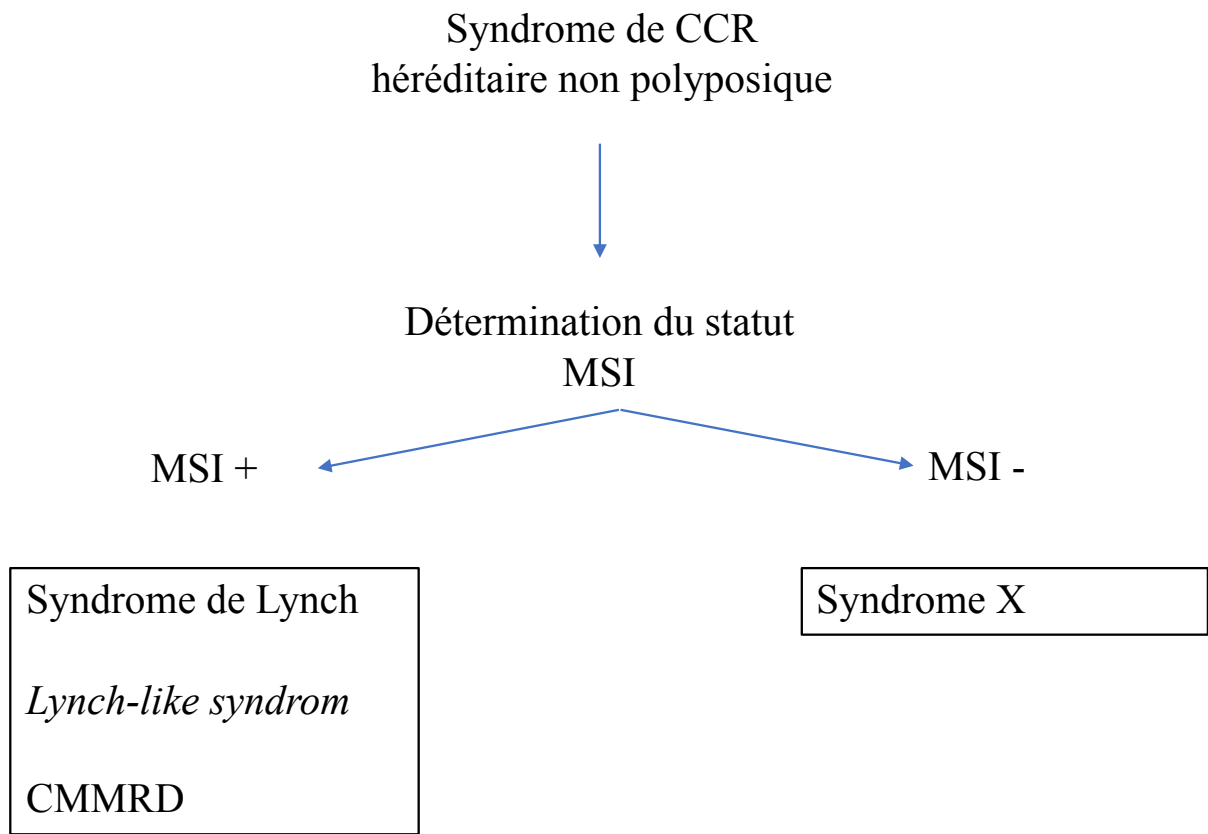 Syndrome de CCR
héréditaire non polyposique
Détermination du statut
MSI
MSI +
MSI -
Syndrome de Lynch
Lynch-like syndrom
CMMRD
Syndrome X